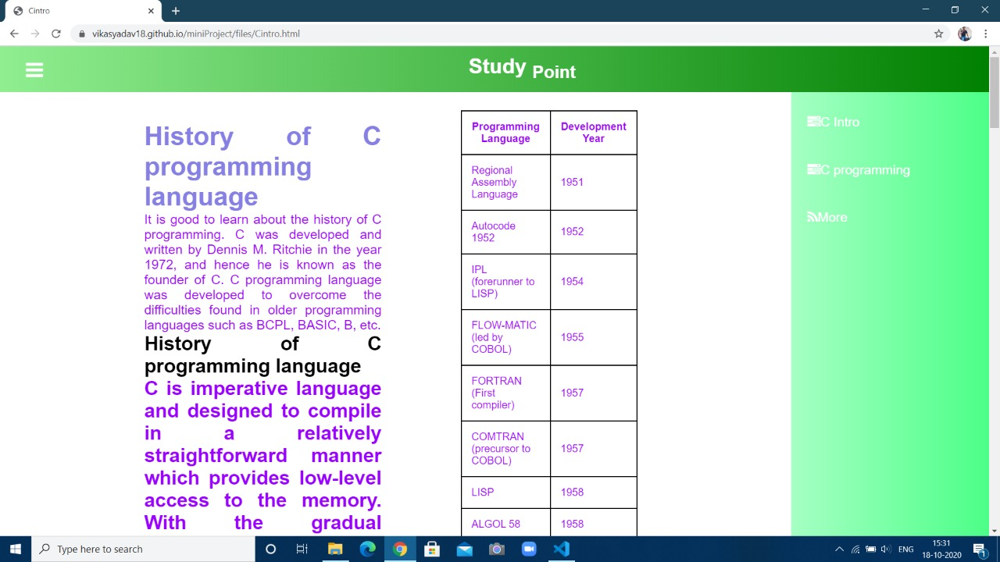 Cintro
vikasyadav18.github.io/miniProject/files/Cintro.html
Study Point
History of C
programming
language
It is good to learn about the history of C
programming. C was developed and
written by Dennis M. Ritchie in the year
1972, and hence he is known as the
founder of C. C programming language
was developed to overcome the
difficulties found in older programming
languages such as BCPL, BASIC, B, etc.
History of C
programming language
C is imperative language
and designed to compile
in a relatively
straightforward manner
which provides low-level
access to the memory.
With the gradual
Programming
Language
Development
Year
Regional
Assembly
Language
1951
Autocode
1952
1952
IPL
(forerunner to
LISP)
1954
FLOW-MATIC
(led by
COBOL)
1955
FORTRAN
(First
compiler)
1957
COMTRAN
(precursor to
COBOL)
1957
LISP
1958
ALGOL 58
1958
C Intro
C programming
More
Type here to search
ENG
15:31
18-10-2020
1